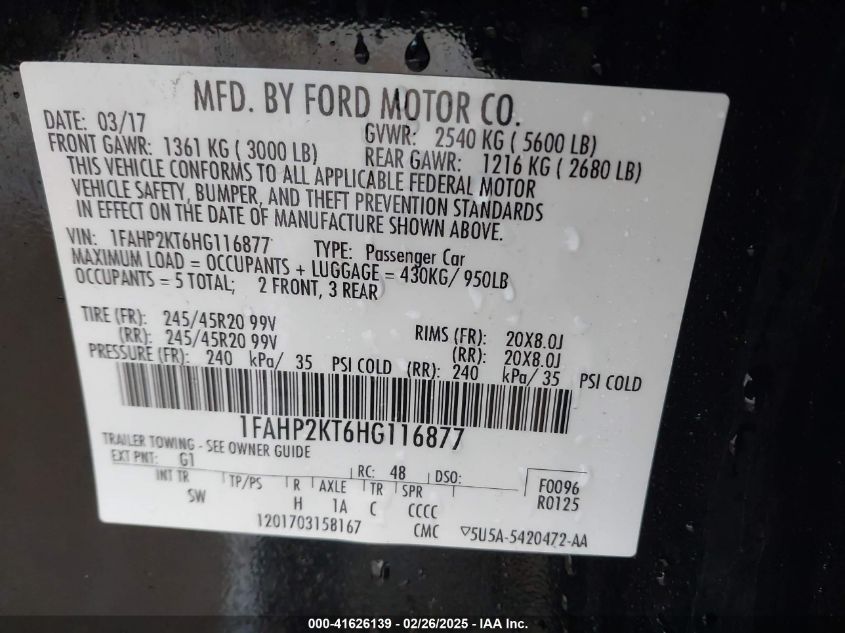 MFD. BY FORD MOTOR CO.
DATE: 03/17 GVWR: 2540 KG ( 5600 LB)
FRONT GAWR: 1361 KG ( 3000 LB) REAR GAWR: 1216 KG ( 2680 LB)
THIS VEHICLE CONFORMS TO ALL APPLICABLE FEDERAL MOTOR
VEHICLE SAFETY, BUMPER, AND THEFT PREVENTION STANDARDS
IN EFFECT ON THE DATE OF MANUFACTURE SHOWN ABOVE.
VIN: 1FAHP2KT6HG116877 TYPE: Passenger Car
MAXIMUM LOAD = OCCUPANTS + LUGGAGE = 430KG/ 950LB
OCCUPANTS = 5 TOTAL; 2 FRONT, 3 REAR
TIRE (FR): 245/45R20 99V RIMS (FR): 20X8.0J
(RR): 245/45R20 99V (RR): 20X8.0J
PRESSURE (FR): 240 kPa/ 35 PSI COLD (RR): 240 kPa/ 35 PSI COLD
1FAHP2KT6HG116877
TRAILER TOWING - SEE OWNER GUIDE
EXT PNT: G1 RC: 48 DSO: F0096
INT TR TP/PS R AXLE TR SPR R0125
SW H 1A C CCCC
1201703158167 CMC ▽5U5A-5420472-AA
000-41626139 - 02/26/2025 - IAAI Inc.